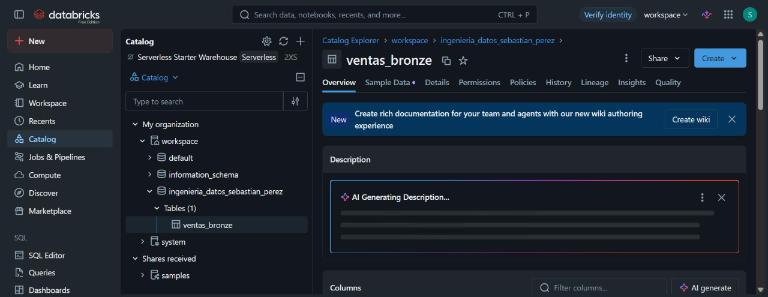 databricks
Free Edition
Search data, notebooks, recents, and more...
CTRL + P
Verify identity
workspace
S
New
Home
Learn
Workspace
Recents
Catalog
Jobs & Pipelines
Compute
Discover
Marketplace
SQL
SQL Editor
Queries
Dashboards
Catalog
Serverless Starter Warehouse Serverless 2XS
Catalog
Type to search
My organization
workspace
default
information_schema
ingenieria_datos_sebastian_perez
Tables (1)
ventas_bronze
system
Shares received
samples
Catalog Explorer > workspace > ingenieria_datos_sebastian_perez >
ventas_bronze
Share
Create
Overview Sample Data Details Permissions Policies History Lineage Insights Quality
New
Create rich documentation for your team and agents with our new wiki authoring
experience
Create wiki
Description
AI Generating Description...
Columns
Filter columns...
AI generate